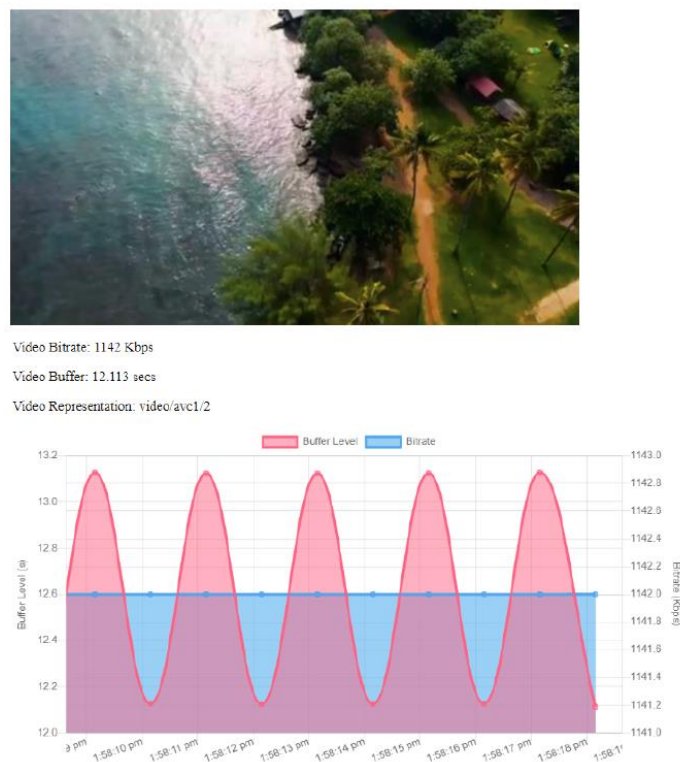 Video Bitrate: 1142 Kbps
Video Buffer: 12.113 secs
Video Representation: video/avc1/2
Buffer Level Bitrate
13.2 1143.0
1142.8
13.0 1142.6
12.8 1142.4
1142.2
12.6 1142.0
1141.8
12.4 1141.6
12.2 1141.4
1141.2
12.0 1141.0
Buffer Level (s)
Bitrate (Kbps)
9 pm 1:58:10 pm 1:58:11 pm 1:58:12 pm 1:58:13 pm 1:58:14 pm 1:58:15 pm 1:58:16 pm 1:58:17 pm 1:58:18 pm